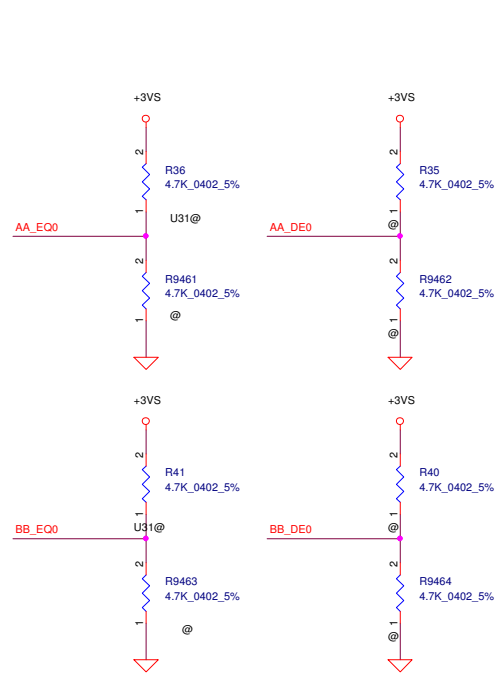 +3VS
2
R36
4.7K_0402_5%
1
U31@
AA_EQ0
2
R9461
4.7K_0402_5%
1
@
+3VS
2
R35
4.7K_0402_5%
1
@
AA_DE0
2
R9462
4.7K_0402_5%
1
@
+3VS
2
R41
4.7K_0402_5%
1
U31@
BB_EQ0
2
R9463
4.7K_0402_5%
1
@
+3VS
2
R40
4.7K_0402_5%
1
@
BB_DE0
2
R9464
4.7K_0402_5%
1
@